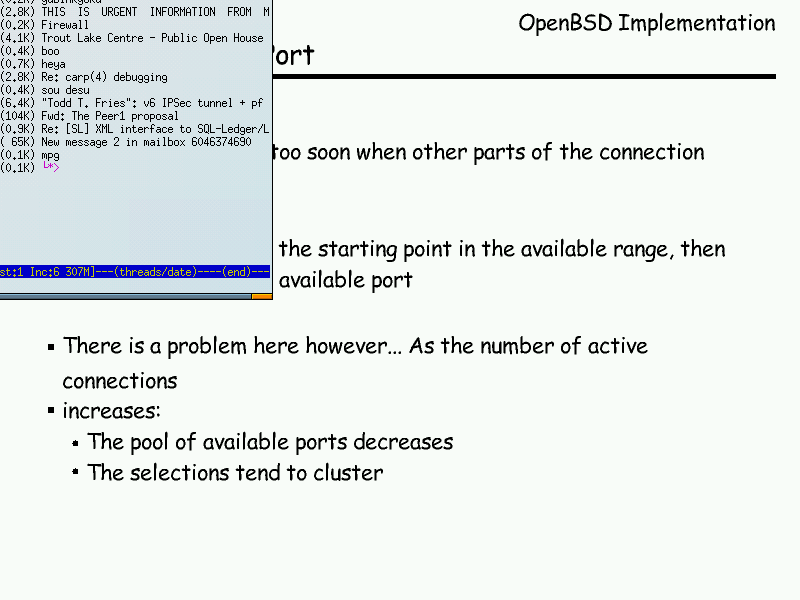 (2.8K) THIS IS URGENT INFORMATION FROM M
(0.2K) Firewall
(4.1K) Trout Lake Centre - Public Open House
(0.4K) boo
(0.7K) heya
(2.8K) Re: carp(4) debugging
(0.4K) sou desu
(6.4K) "Todd T. Fries": v6 IPSec tunnel + pf
(104K) Fwd: The Peer1 proposal
(0.9K) Re: [SL] XML interface to SQL-Ledger/L
( 65K) New message 2 in mailbox 6046374690
(0.1K) mpg
(0.1K) └*>
st:1 Inc:6 307M]---(threads/date)----(end)---
OpenBSD Implementation
Port
too soon when other parts of the connection
the starting point in the available range, then
available port
▪ There is a problem here however... As the number of active
connections
▪ increases:
• The pool of available ports decreases
• The selections tend to cluster